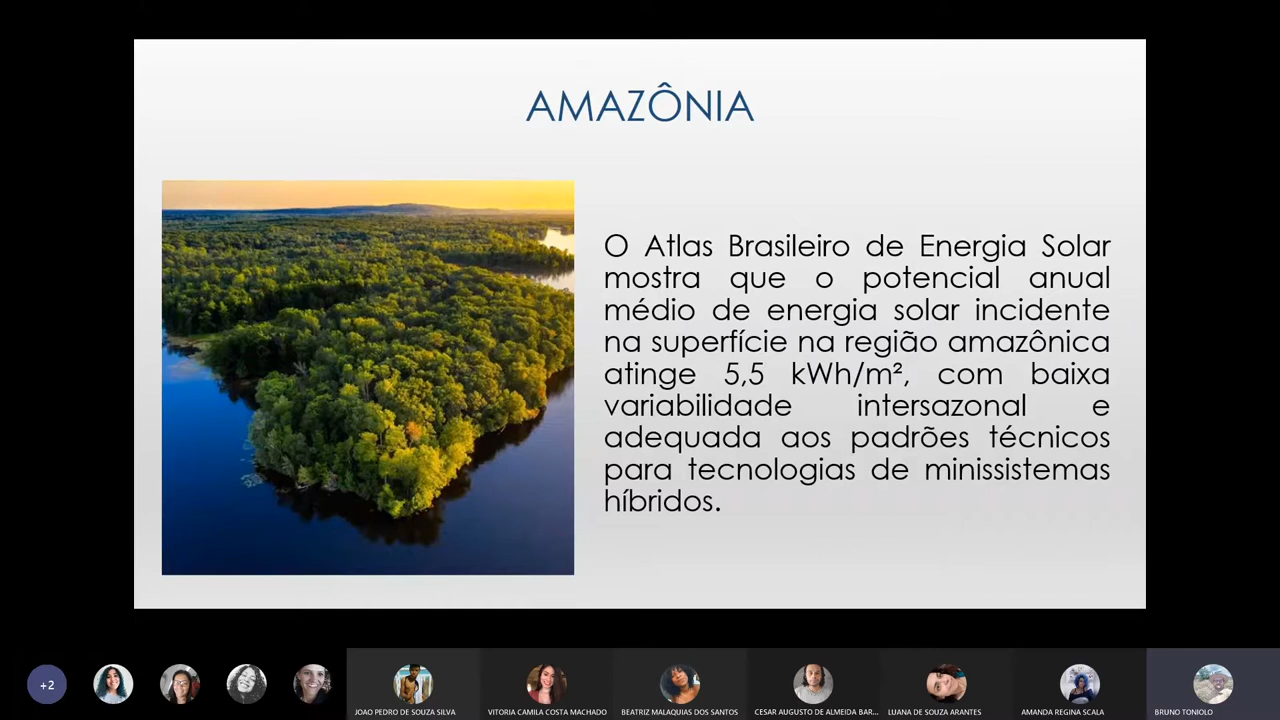 AMAZÔNIA
O Atlas Brasileiro de Energia Solar
mostra que o potencial anual
médio de energia solar incidente
na superfície na região amazônica
atinge 5,5 kWh/m², com baixa
variabilidade intersazonal e
adequada aos padrões técnicos
para tecnologias de minissistemas
híbridos.
+2
JOAO PEDRO DE SOUZA SILVA
VITORIA CAMILA COSTA MACHADO
BEATRIZ MALAQUIAS DOS SANTOS
CESAR AUGUSTO DE ALMEIDA BAR...
LUANA DE SOUZA ARANTES
AMANDA REGINA SCALA
BRUNO TONIOLO